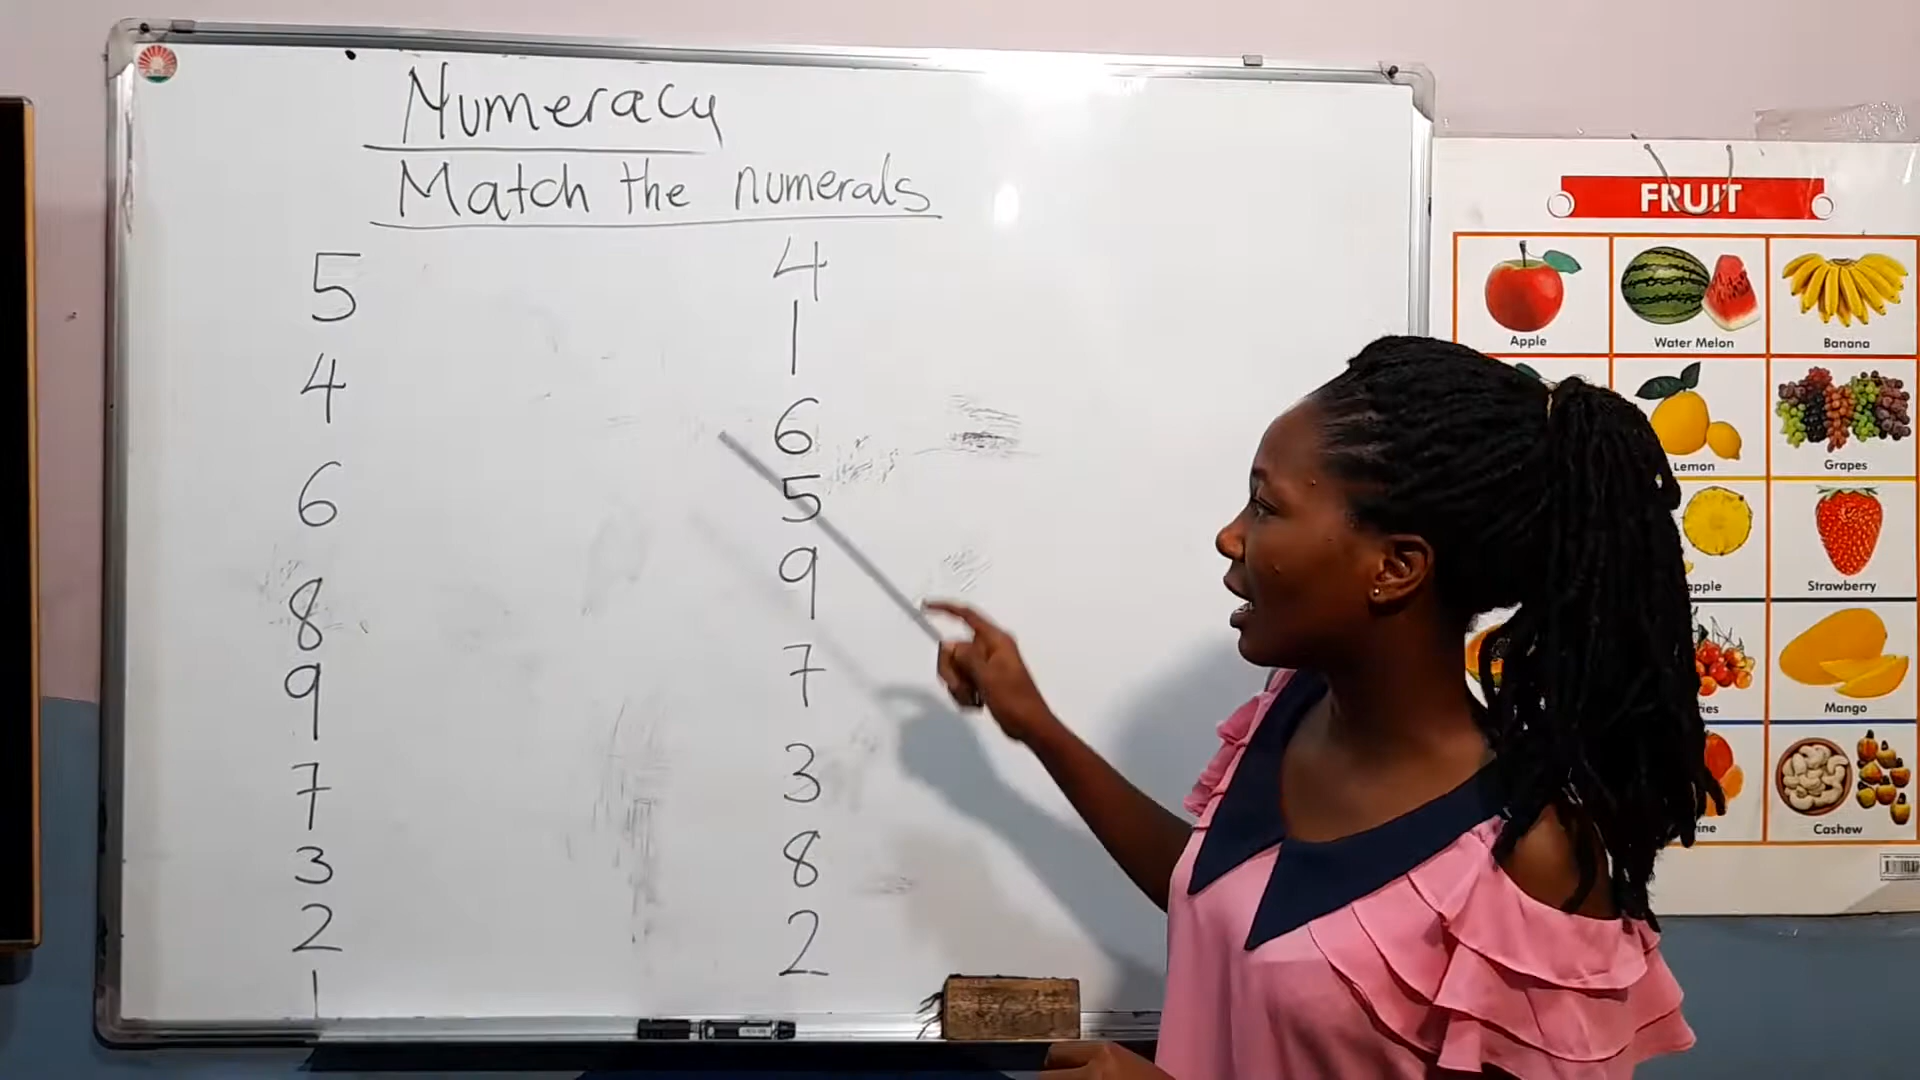 Numeracy
Match the numerals
5 4
4 1
6 6
8 5
9 9
7 7
3 3
2 8
1 2
FRUIT
Apple Water Melon Banana
Lemon Grapes
Strawberry
Mango
Cashew